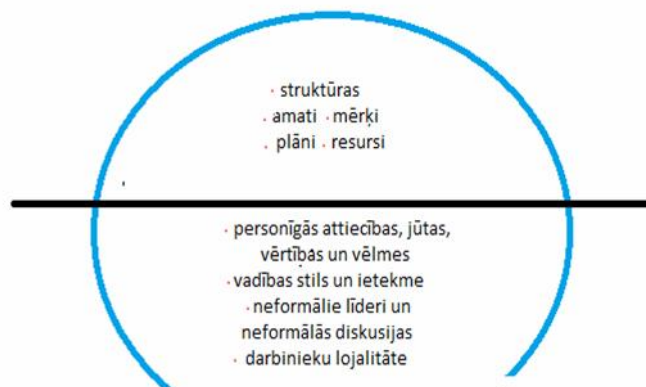 · struktūras
· amati · mērķi
· plāni · resursi
· personīgās attiecības, jūtas,
vērtības un vēlmes
· vadības stils un ietekme
· neformālie līderi un
neformālās diskusijas
· darbinieku lojalitāte